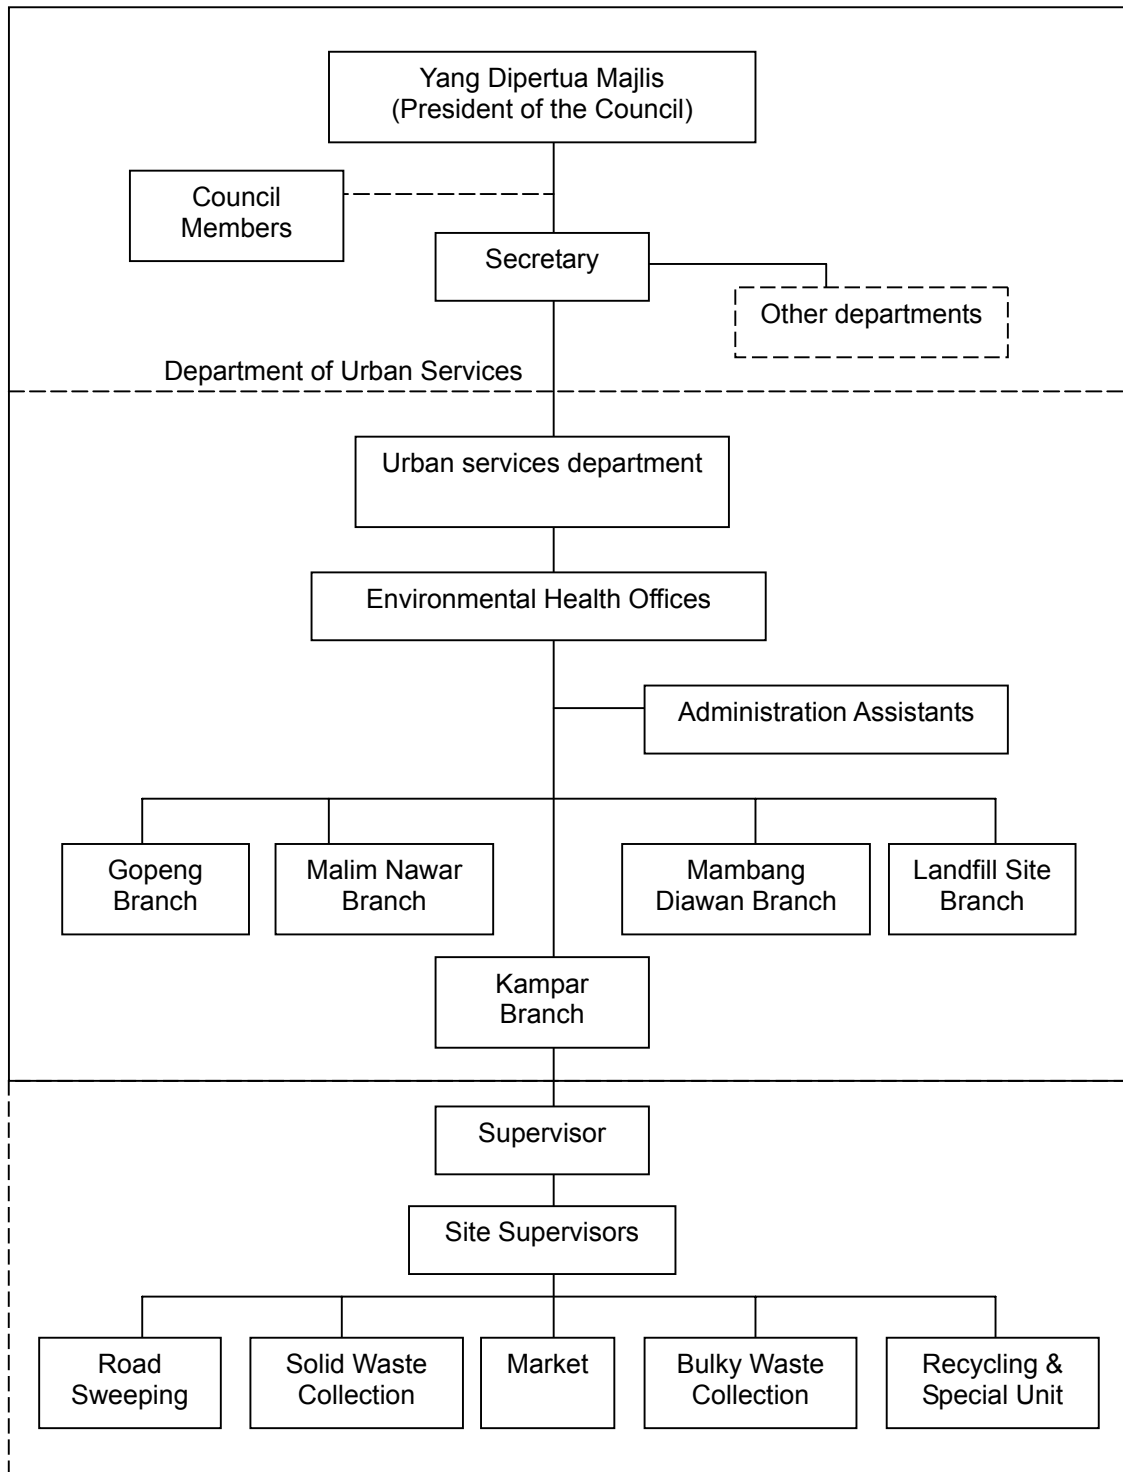 Yang Dipertua Majlis
(President of the Council)
Council
Members
Secretary
Other departments
Department of Urban Services
Urban services department
Environmental Health Offices
Administration Assistants
Gopeng
Branch
Malim Nawar
Branch
Mambang
Diawan Branch
Landfill Site
Branch
Kampar
Branch
Supervisor
Site Supervisors
Road
Sweeping
Solid Waste
Collection
Market
Bulky Waste
Collection
Recycling &
Special Unit